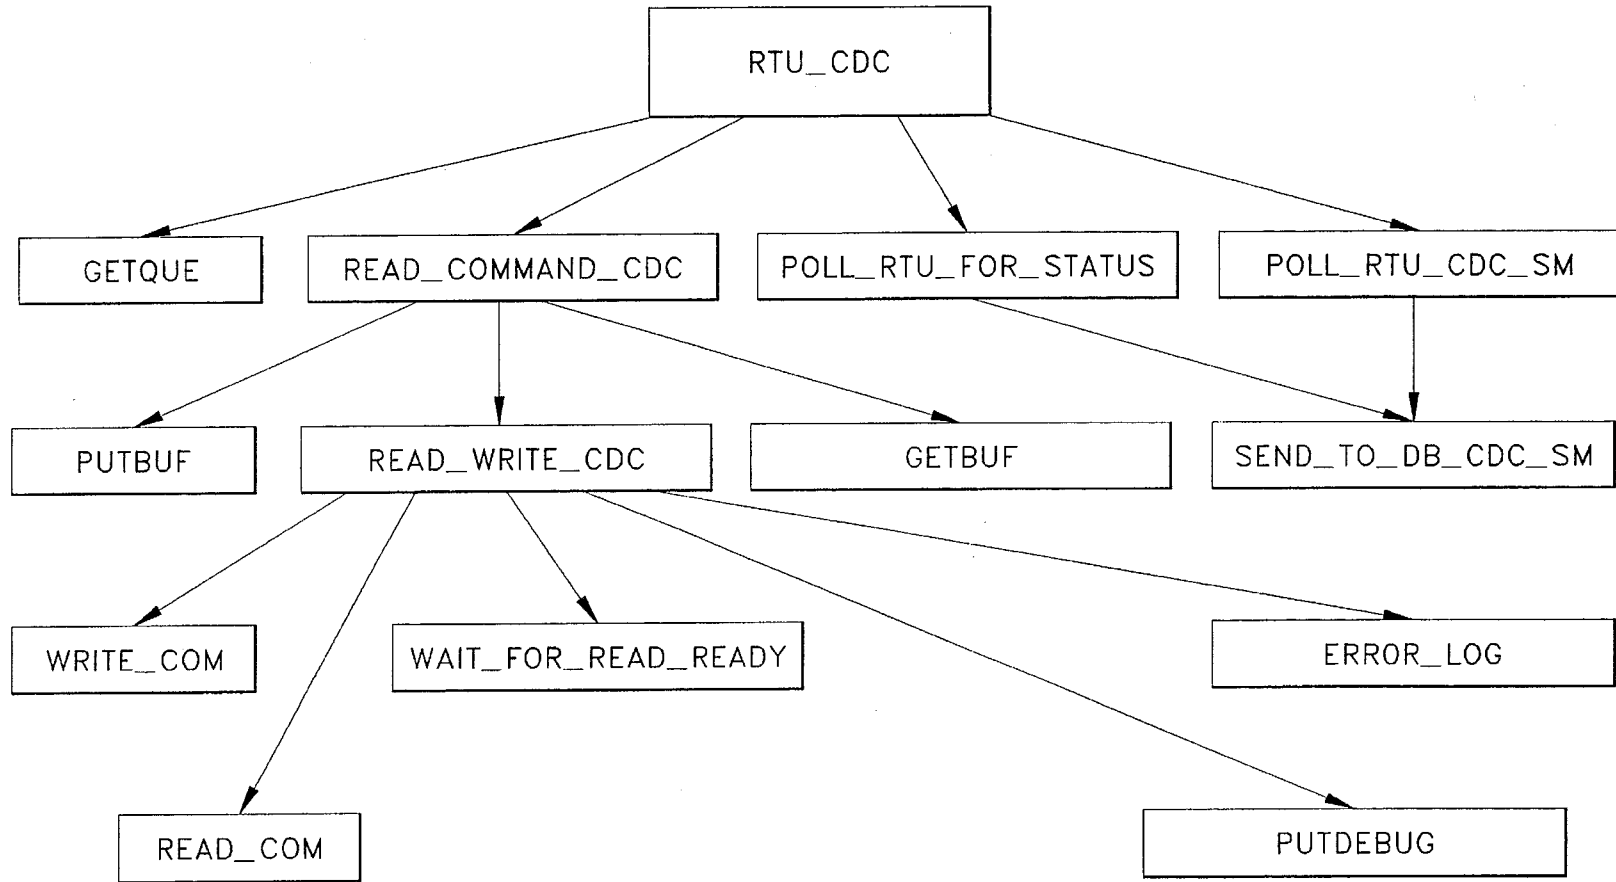 RTU_CDC
GETQUE
READ_COMMAND_CDC
POLL_RTU_FOR_STATUS
POLL_RTU_CDC_SM
PUTBUF
READ_WRITE_CDC
GETBUF
SEND_TO_DB_CDC_SM
WRITE_COM
WAIT_FOR_READ_READY
ERROR_LOG
READ_COM
PUTDEBUG